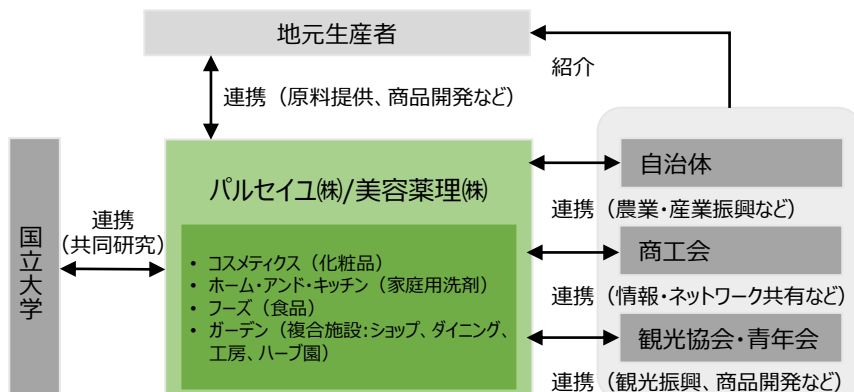 地元生産者
紹介
連携（原料提供、商品開発など）
国立大学
連携
（共同研究）
パルセイユ㈱/美容薬理㈱
• コスメティクス（化粧品）
• ホーム・アンド・キッチン（家庭用洗剤）
• フーズ（食品）
• ガーデン（複合施設：ショップ、ダイニング、
工房、ハーブ園）
自治体
連携（農業・産業振興など）
商工会
連携（情報・ネットワーク共有など）
観光協会・青年会
連携（観光振興、商品開発など）